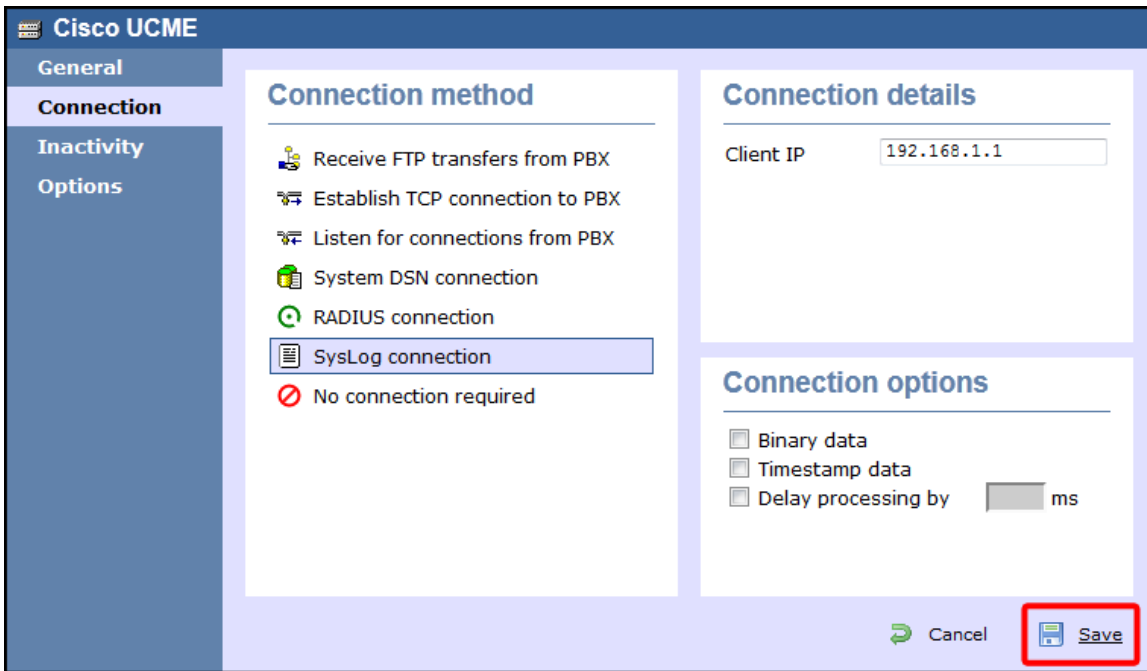 Cisco UCME
General
Connection
Inactivity
Options
Connection method
Receive FTP transfers from PBX
Establish TCP connection to PBX
Listen for connections from PBX
System DSN connection
RADIUS connection
SysLog connection
No connection required
Connection details
Client IP 192.168.1.1
Connection options
Binary data
Timestamp data
Delay processing by ms
Cancel Save